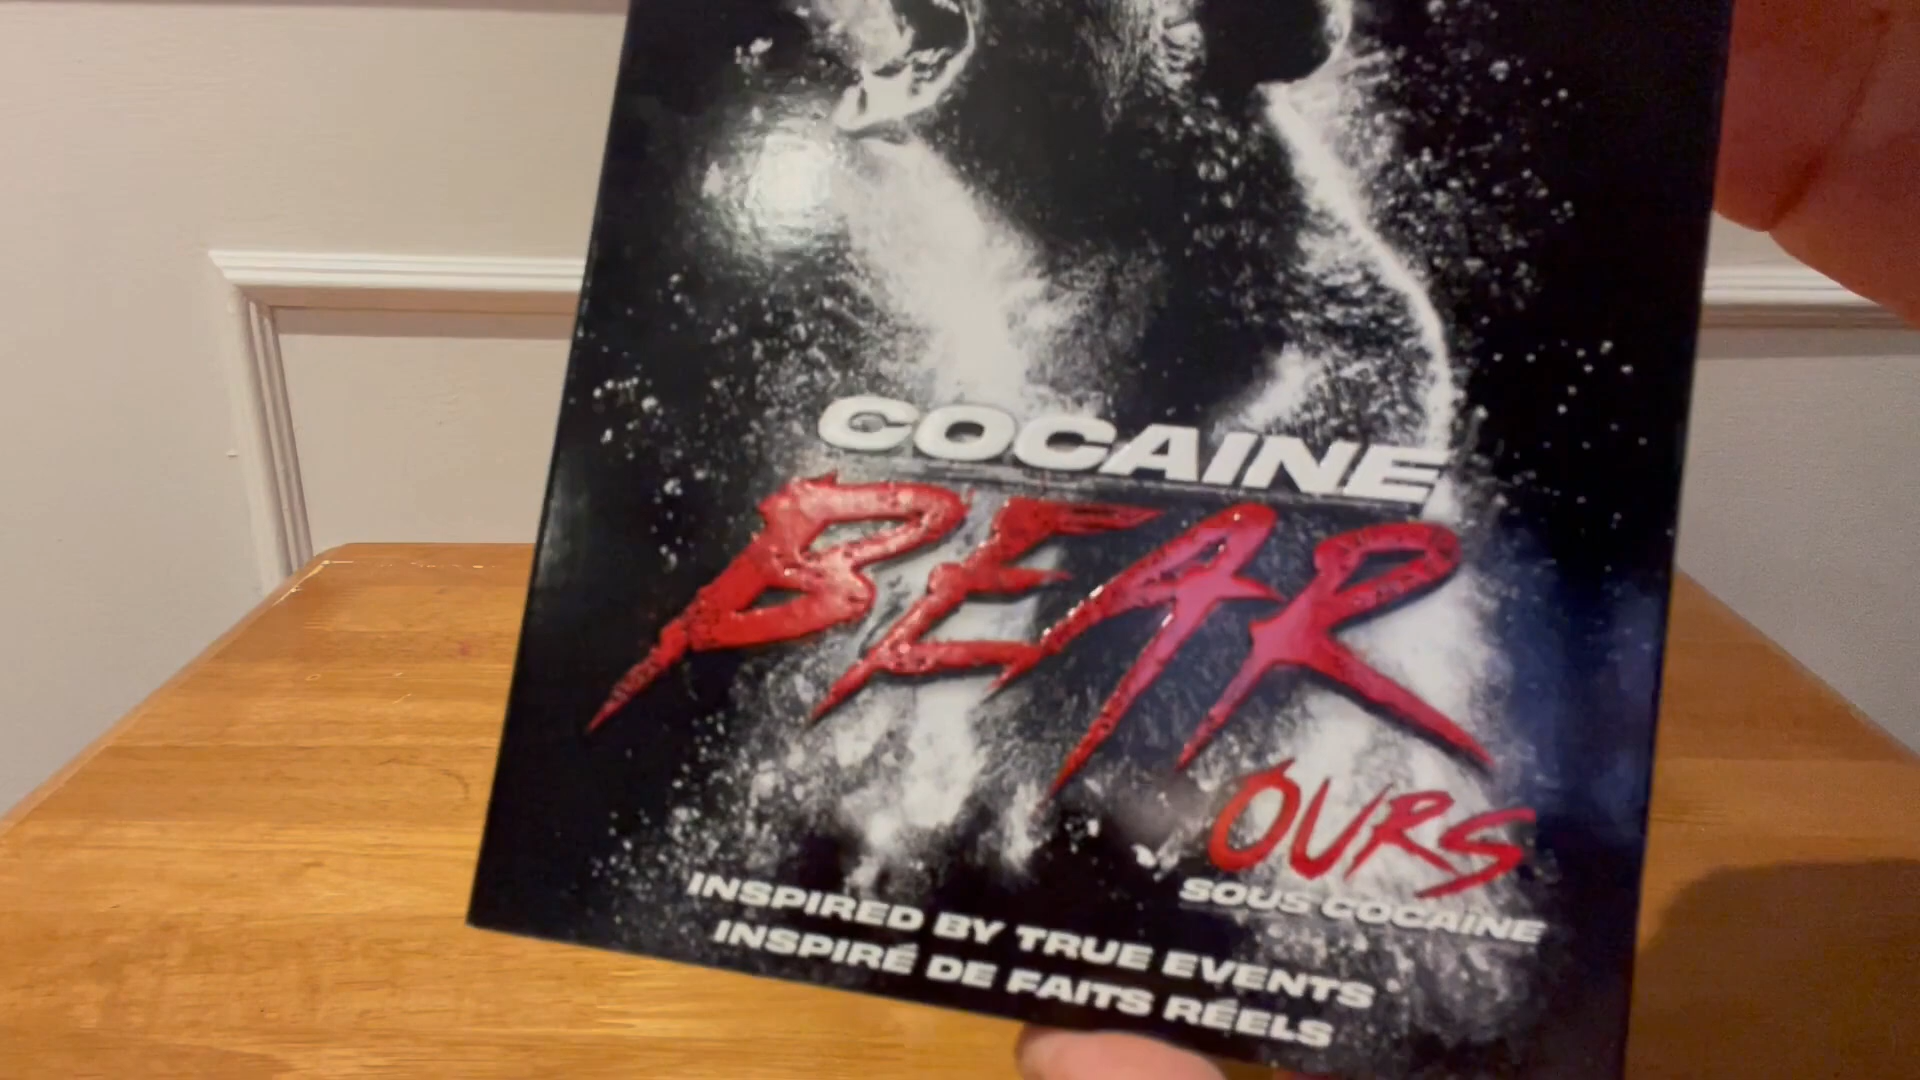 COCAINE
BEAR
OURS
SOUS COCAINE
INSPIRED BY TRUE EVENTS
INSPIRÉ DE FAITS RÉELS